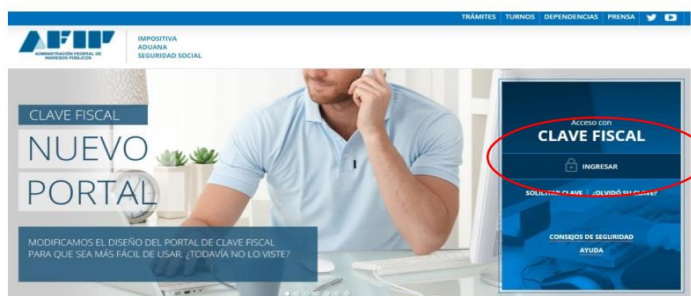 TRÁMITES TURNOS DEPENDENCIAS PRENSA
AFIP
ADMINISTRACIÓN FEDERAL DE
INGRESOS PÚBLICOS
IMPOSITIVA
ADUANA
SEGURIDAD SOCIAL
CLAVE FISCAL
NUEVO
PORTAL
MODIFICAMOS EL DISEÑO DEL PORTAL DE CLAVE FISCAL
PARA QUE SEA MÁS FÁCIL DE USAR. ¿TODAVÍA NO LO VISTE?
Acceso con
CLAVE FISCAL
INGRESAR
SOLICITAR CLAVE | ¿OLVIDÓ SU CLAVE?
CONSEJOS DE SEGURIDAD
AYUDA